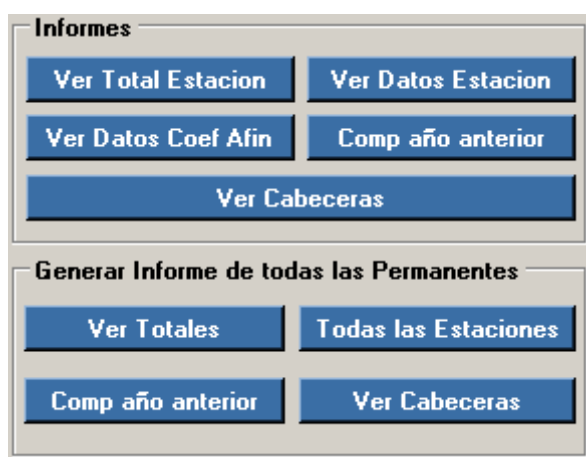 Informes
Ver Total Estacion
Ver Datos Estacion
Ver Datos Coef Afin
Comp año anterior
Ver Cabeceras
Generar Informe de todas las Permanentes
Ver Totales
Todas las Estaciones
Comp año anterior
Ver Cabeceras